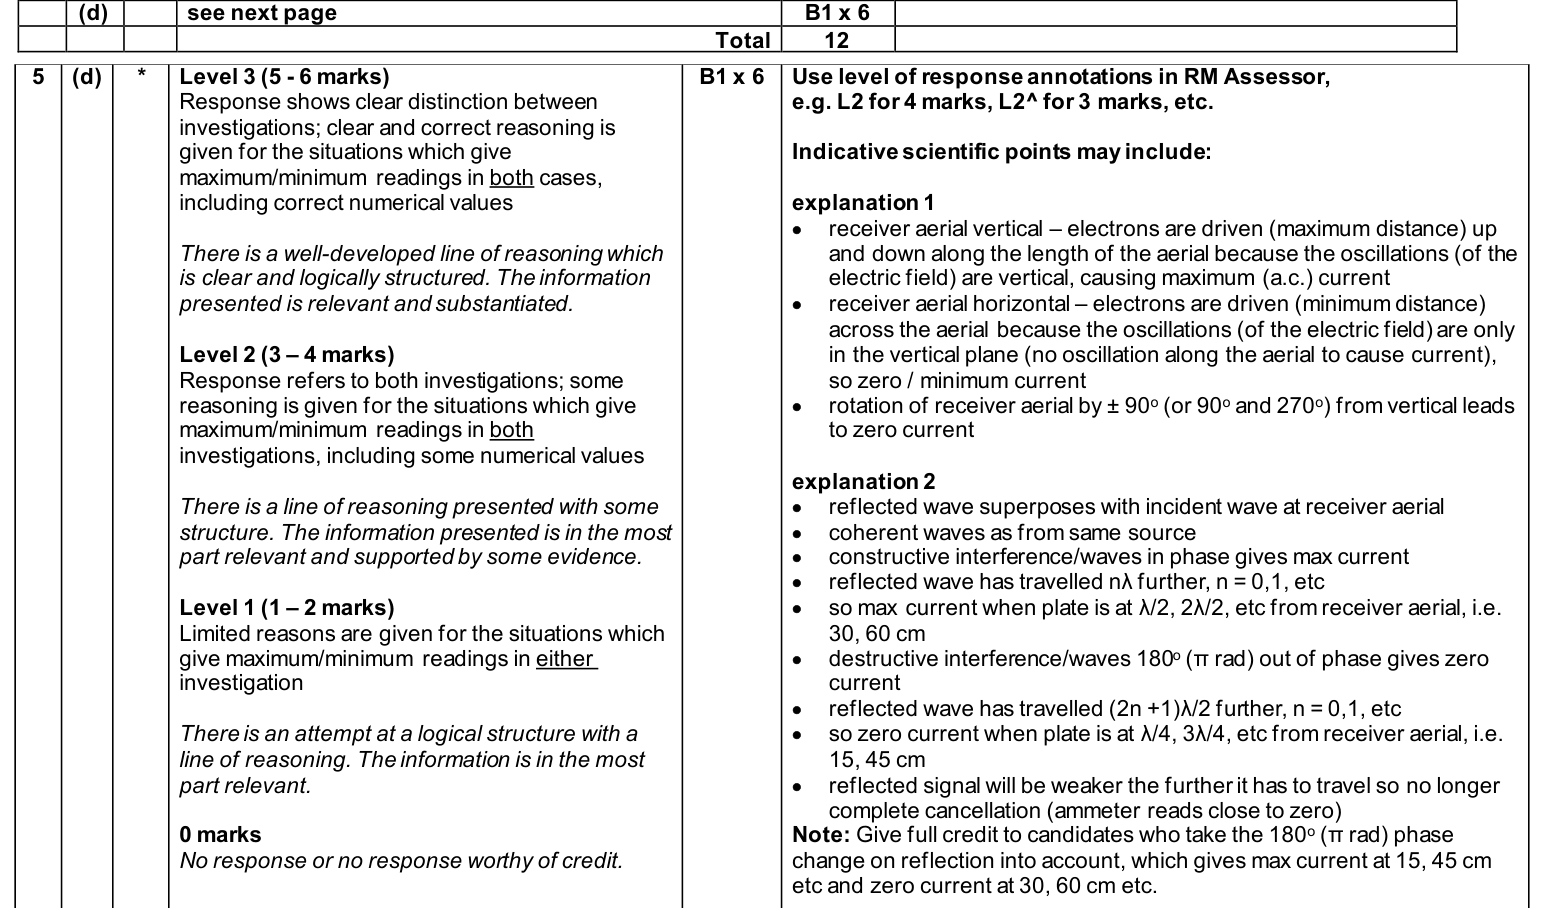 (d) see next page B1 x 6
Total 12
5 (d) * Level 3 (5 - 6 marks)
Response shows clear distinction between
investigations; clear and correct reasoning is
given for the situations which give
maximum/minimum readings in both cases,
including correct numerical values
There is a well-developed line of reasoning which
is clear and logically structured. The information
presented is relevant and substantiated.
Level 2 (3 – 4 marks)
Response refers to both investigations; some
reasoning is given for the situations which give
maximum/minimum readings in both
investigations, including some numerical values
There is a line of reasoning presented with some
structure. The information presented is in the most
part relevant and supported by some evidence.
Level 1 (1 – 2 marks)
Limited reasons are given for the situations which
give maximum/minimum readings in either
investigation
There is an attempt at a logical structure with a
line of reasoning. The information is in the most
part relevant.
0 marks
No response or no response worthy of credit.
B1 x 6
Use level of response annotations in RM Assessor,
e.g. L2 for 4 marks, L2^ for 3 marks, etc.
Indicative scientific points may include:
explanation 1
• receiver aerial vertical – electrons are driven (maximum distance) up
and down along the length of the aerial because the oscillations (of the
electric field) are vertical, causing maximum (a.c.) current
• receiver aerial horizontal – electrons are driven (minimum distance)
across the aerial because the oscillations (of the electric field) are only
in the vertical plane (no oscillation along the aerial to cause current),
so zero / minimum current
• rotation of receiver aerial by ± 90º (or 90º and 270º) from vertical leads
to zero current
explanation 2
• reflected wave superposes with incident wave at receiver aerial
• coherent waves as from same source
• constructive interference/waves in phase gives max current
• reflected wave has travelled nλ further, n = 0,1, etc
• so max current when plate is at λ/2, 2λ/2, etc from receiver aerial, i.e.
30, 60 cm
• destructive interference/waves 180º (π rad) out of phase gives zero
current
• reflected wave has travelled (2n +1)λ/2 further, n = 0,1, etc
• so zero current when plate is at λ/4, 3λ/4, etc from receiver aerial, i.e.
15, 45 cm
• reflected signal will be weaker the further it has to travel so no longer
complete cancellation (ammeter reads close to zero)
Note: Give full credit to candidates who take the 180º (π rad) phase
change on reflection into account, which gives max current at 15, 45 cm
etc and zero current at 30, 60 cm etc.